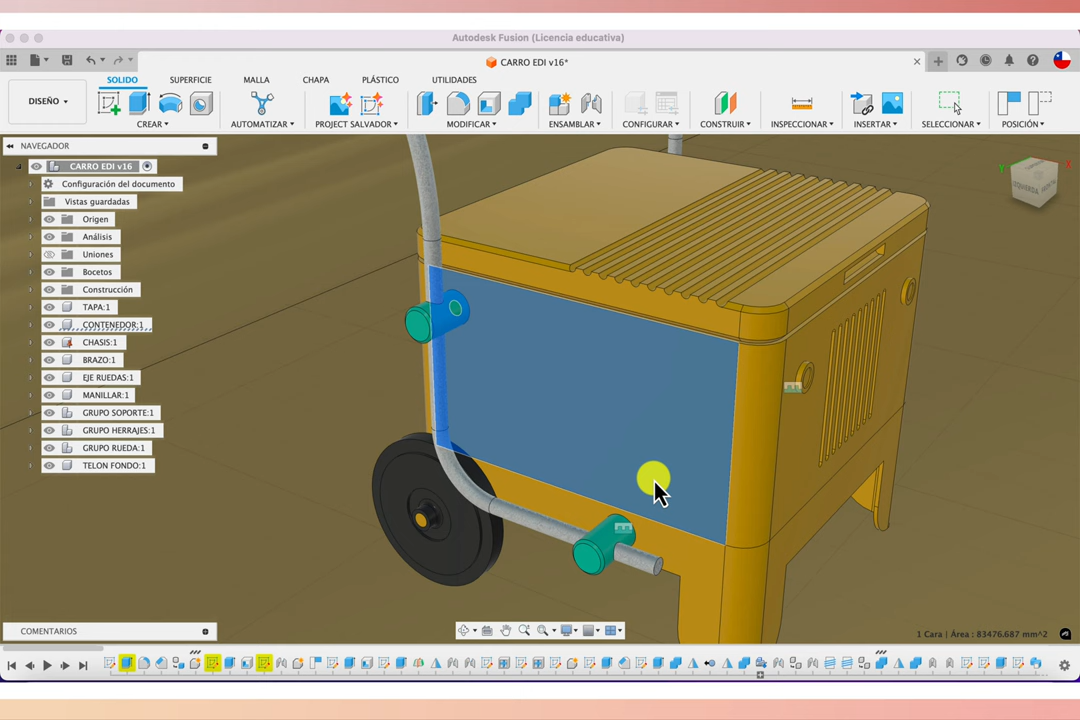 Autodesk Fusion (Licencia educativa)
CARRO EDI v16*
DISEÑO
SÓLIDO SUPERFICIE MALLA CHAPA PLÁSTICO UTILIDADES
CREAR AUTOMATIZAR PROJECT SALVADOR MODIFICAR ENSAMBLAR CONFIGURAR CONSTRUIR INSPECCIONAR INSERTAR SELECCIONAR POSICIÓN
NAVEGADOR
CARRO EDI v16
Configuración del documento
Vistas guardadas
Origen
Análisis
Uniones
Bocetos
Construcción
TAPA:1
CONTENEDOR:1
CHASIS:1
BRAZO:1
EJE RUEDAS:1
MANILLAR:1
GRUPO SOPORTE:1
GRUPO HERRAJES:1
GRUPO RUEDA:1
TELON FONDO:1
Y
X
COMENTARIOS
1 Cara | Área : 83476.687 mm^2